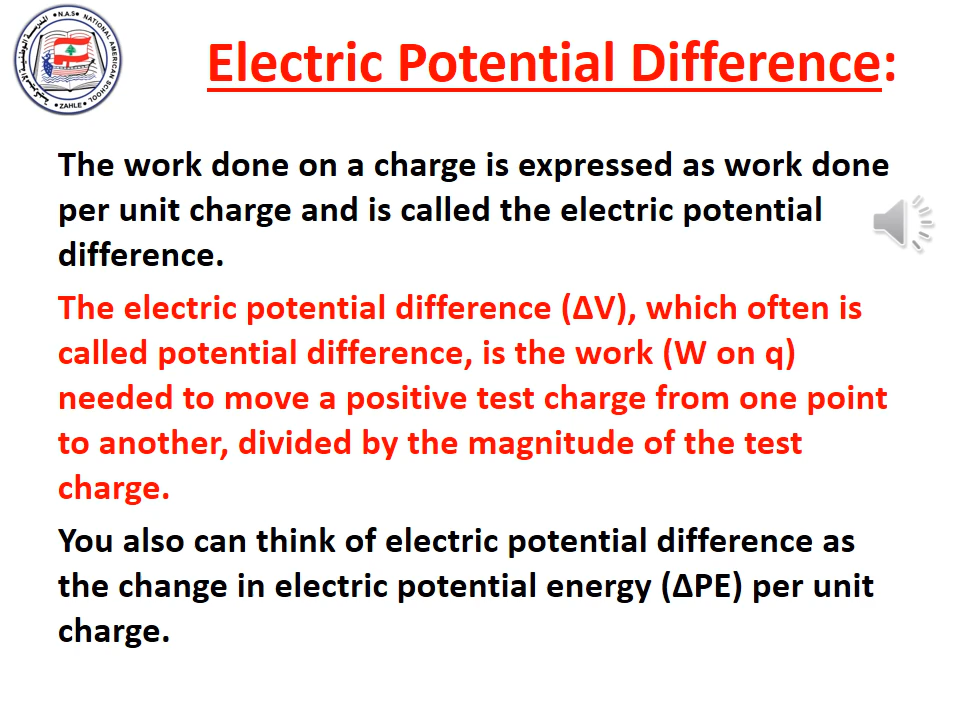 N.A.S
NATIONAL AMERICAN SCHOOL
ZAHLE
Electric Potential Difference:
The work done on a charge is expressed as work done
per unit charge and is called the electric potential
difference.
The electric potential difference (ΔV), which often is
called potential difference, is the work (W on q)
needed to move a positive test charge from one point
to another, divided by the magnitude of the test
charge.
You also can think of electric potential difference as
the change in electric potential energy (ΔPE) per unit
charge.